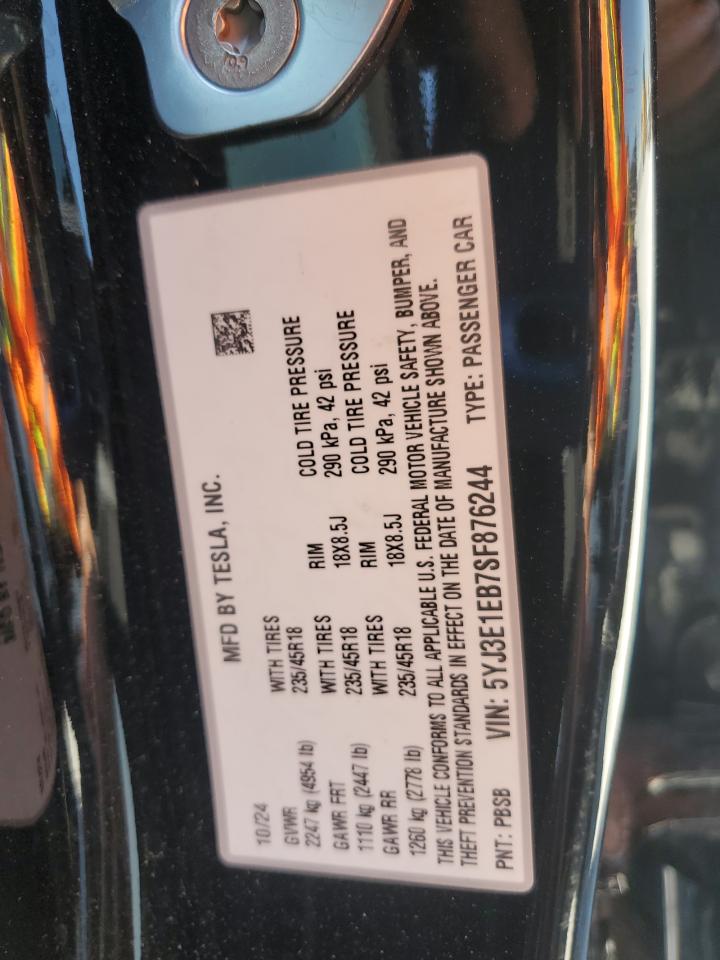 MFD BY TESLA, INC.
10/24
GVWR WITH TIRES RIM COLD TIRE PRESSURE
2247 kg (4954 lb) 235/45R18 18X8.5J 290 kPa, 42 psi
GAWR FRT WITH TIRES RIM COLD TIRE PRESSURE
1110 kg (2447 lb) 235/45R18 18X8.5J 290 kPa, 42 psi
GAWR RR WITH TIRES
1260 kg (2778 lb) 235/45R18
THIS VEHICLE CONFORMS TO ALL APPLICABLE U.S. FEDERAL MOTOR VEHICLE SAFETY, BUMPER, AND
THEFT PREVENTION STANDARDS IN EFFECT ON THE DATE OF MANUFACTURE SHOWN ABOVE.
PNT: PBSB VIN: 5YJ3E1EB7SF876244 TYPE: PASSENGER CAR